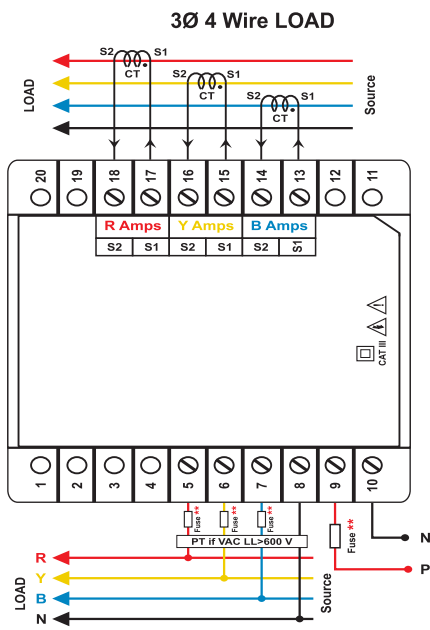 3Ø 4 Wire LOAD
S2 S1
CT
S2 S1
CT
S2 S1
CT
LOAD
Source
20 19 18 17 16 15 14 13 12 11
R Amps Y Amps B Amps
S2 S1 S2 S1 S2 S1
CAT III
1 2 3 4 5 6 7 8 9 10
Fuse ** Fuse ** Fuse ** Fuse **
PT if VAC LL>600 V
N
P
R
Y
B
N
LOAD
Source